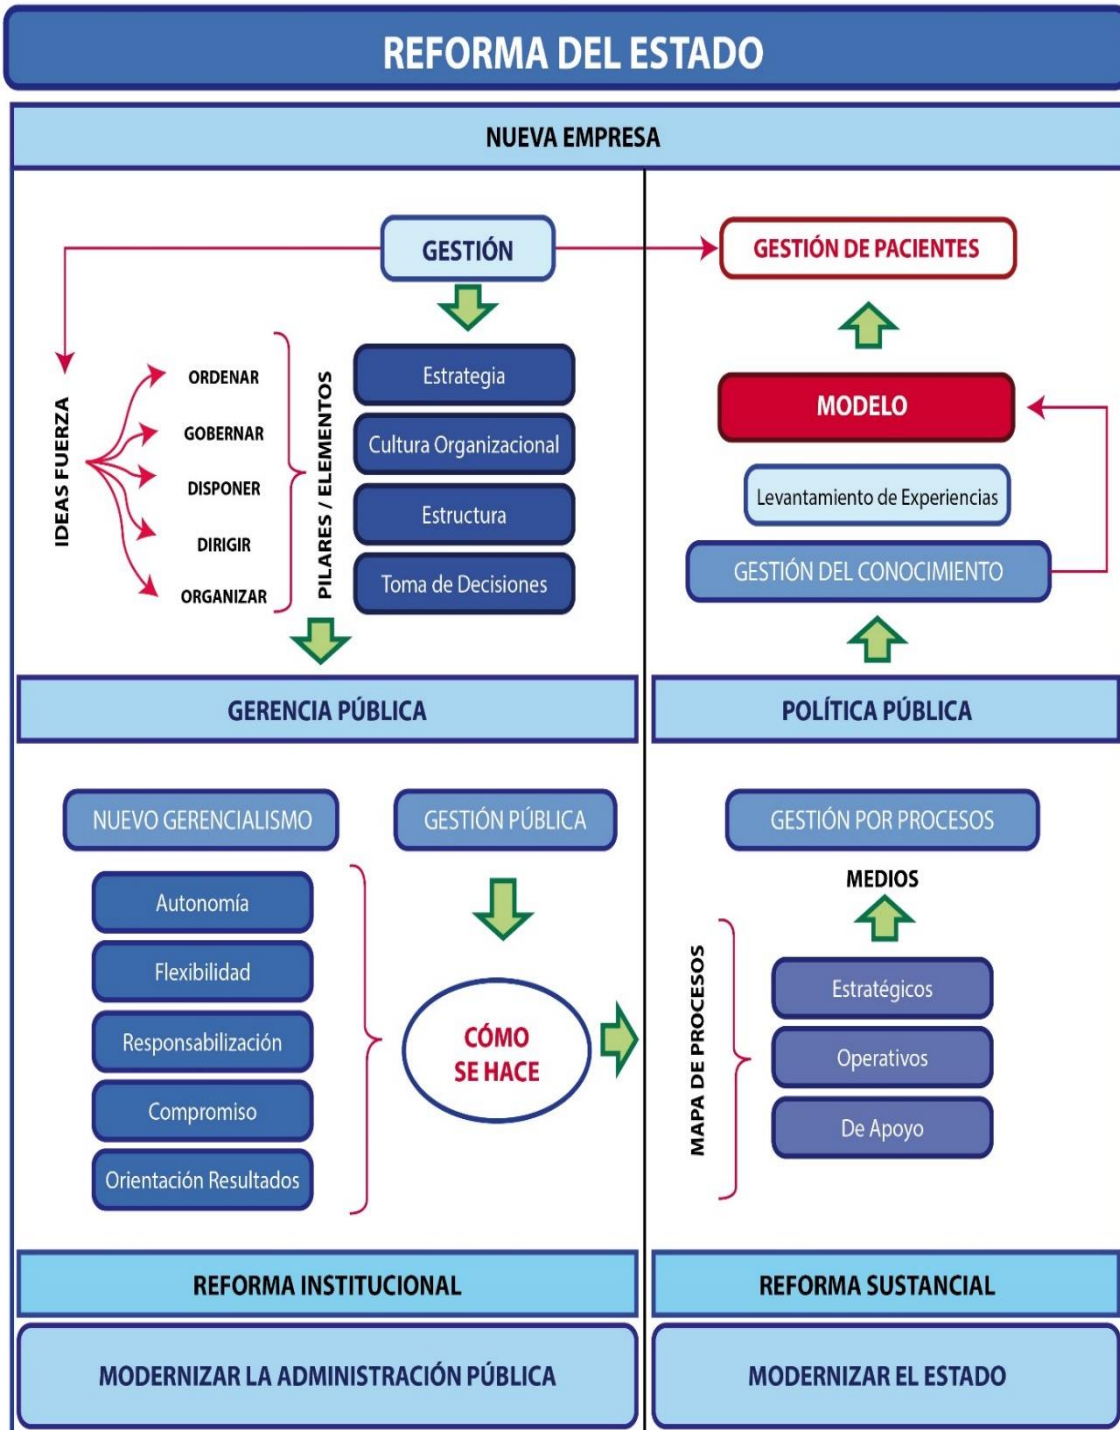 REFORMA DEL ESTADO
NUEVA EMPRESA
GESTIÓN
IDEAS FUERZA
ORDENAR
GOBERNAR
DISPONER
DIRIGIR
ORGANIZAR
PILARES / ELEMENTOS
Estrategia
Cultura Organizacional
Estructura
Toma de Decisiones
GESTIÓN DE PACIENTES
MODELO
Levantamiento de Experiencias
GESTIÓN DEL CONOCIMIENTO
GERENCIA PÚBLICA
POLÍTICA PÚBLICA
NUEVO GERENCIALISMO
Autonomía
Flexibilidad
Responsabilización
Compromiso
Orientación Resultados
GESTIÓN PÚBLICA
CÓMO
SE HACE
GESTIÓN POR PROCESOS
MEDIOS
MAPA DE PROCESOS
Estratégicos
Operativos
De Apoyo
REFORMA INSTITUCIONAL
REFORMA SUSTANCIAL
MODERNIZAR LA ADMINISTRACIÓN PÚBLICA
MODERNIZAR EL ESTADO